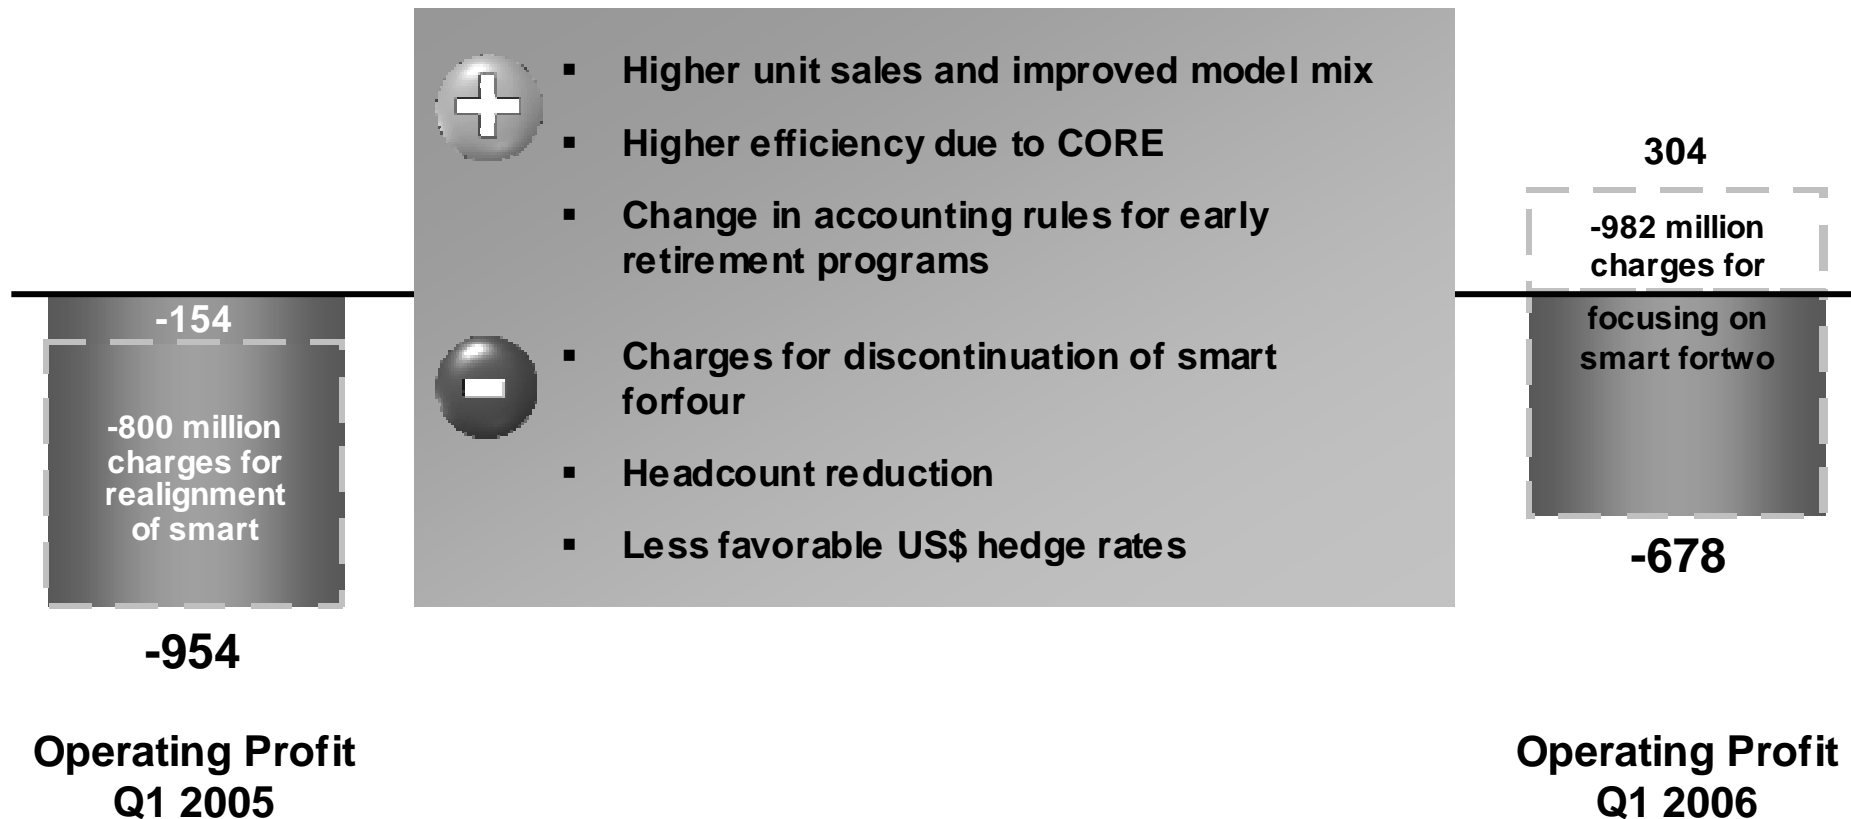 -154
-800 million
charges for
realignment
of smart
-954
Operating Profit
Q1 2005
▪ Higher unit sales and improved model mix
▪ Higher efficiency due to CORE
▪ Change in accounting rules for early
retirement programs
▪ Charges for discontinuation of smart
forfour
▪ Headcount reduction
▪ Less favorable US$ hedge rates
304
-982 million
charges for
focusing on
smart fortwo
-678
Operating Profit
Q1 2006